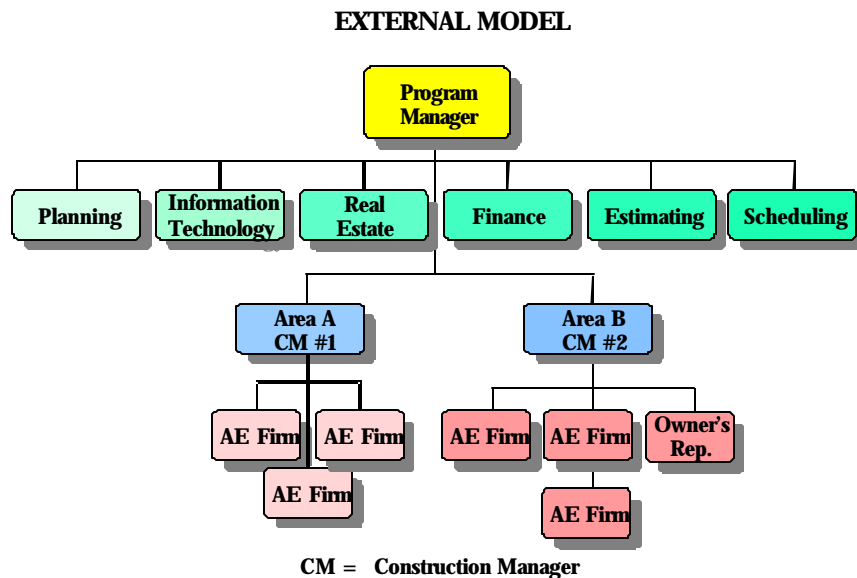 EXTERNAL MODEL
Program
Manager
Planning
Information
Technology
Real
Estate
Finance
Estimating
Scheduling
Area A
CM #1
Area B
CM #2
AE Firm
AE Firm
AE Firm
AE Firm
AE Firm
Owner's
Rep.
AE Firm
CM = Construction Manager